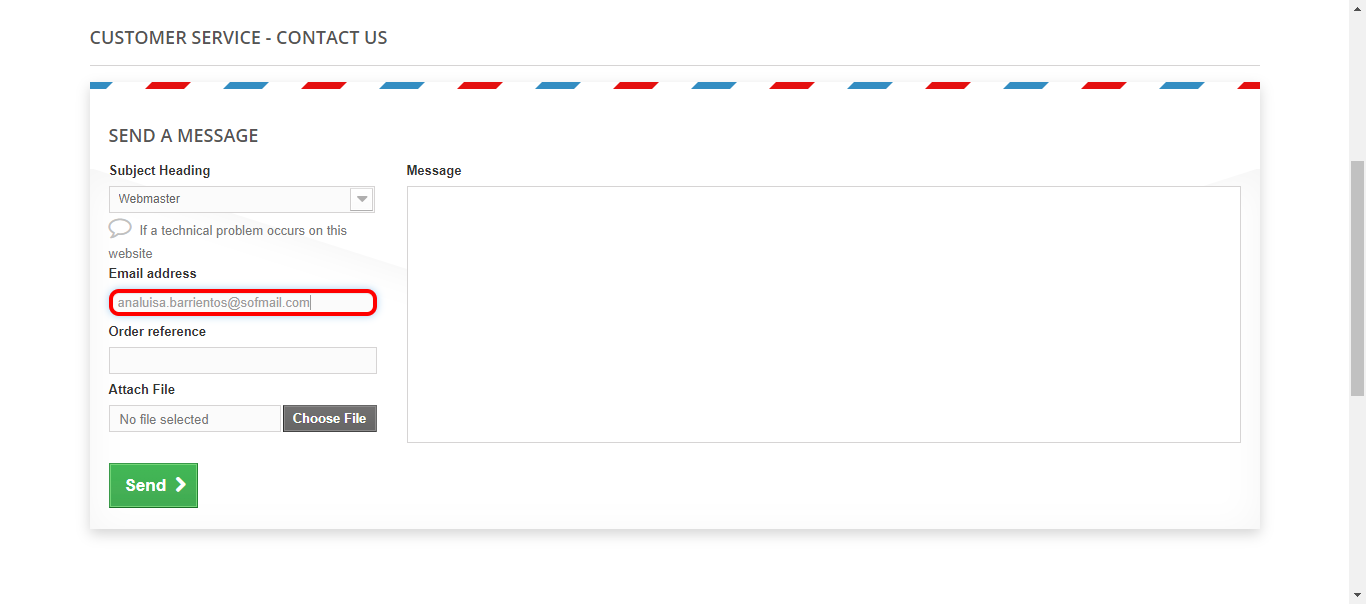 CUSTOMER SERVICE - CONTACT US
SEND A MESSAGE
Subject Heading
Webmaster
If a technical problem occurs on this
website
Email address
analuisa.barrientos@sofmail.com
Order reference
Attach File
No file selected
Choose File
Send
Message